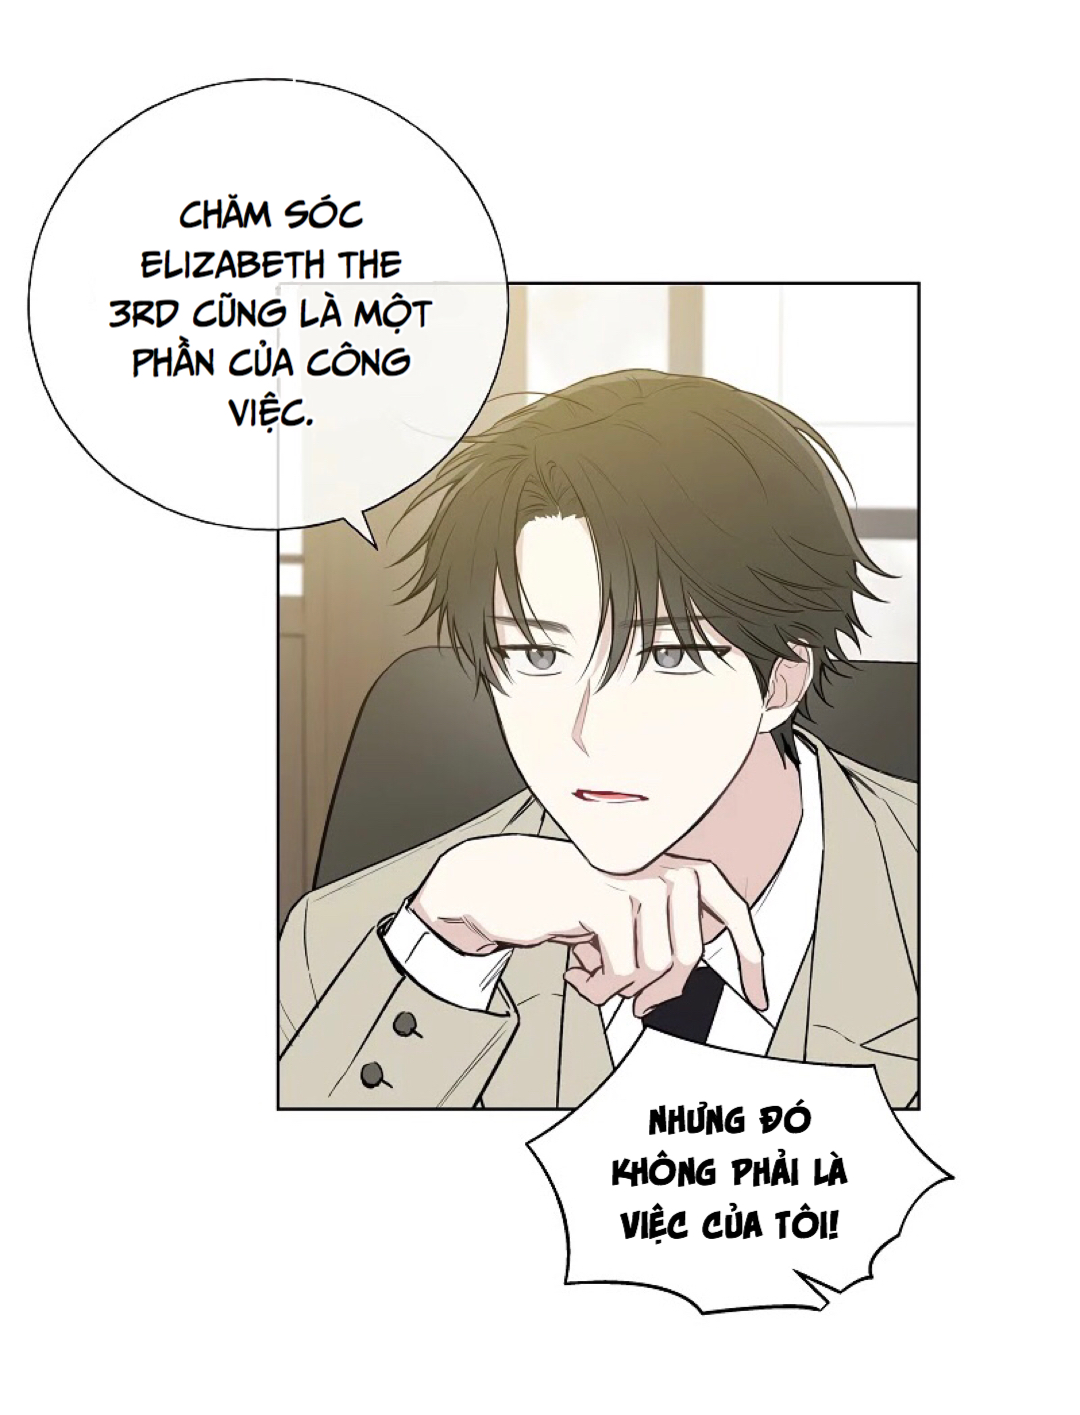 CHĂM SÓC
ELIZABETH THE
3RD CŨNG LÀ MỘT
PHẦN CỦA CÔNG
VIỆC.
NHƯNG ĐÓ
KHÔNG PHẢI LÀ
VIỆC CỦA TÔI!